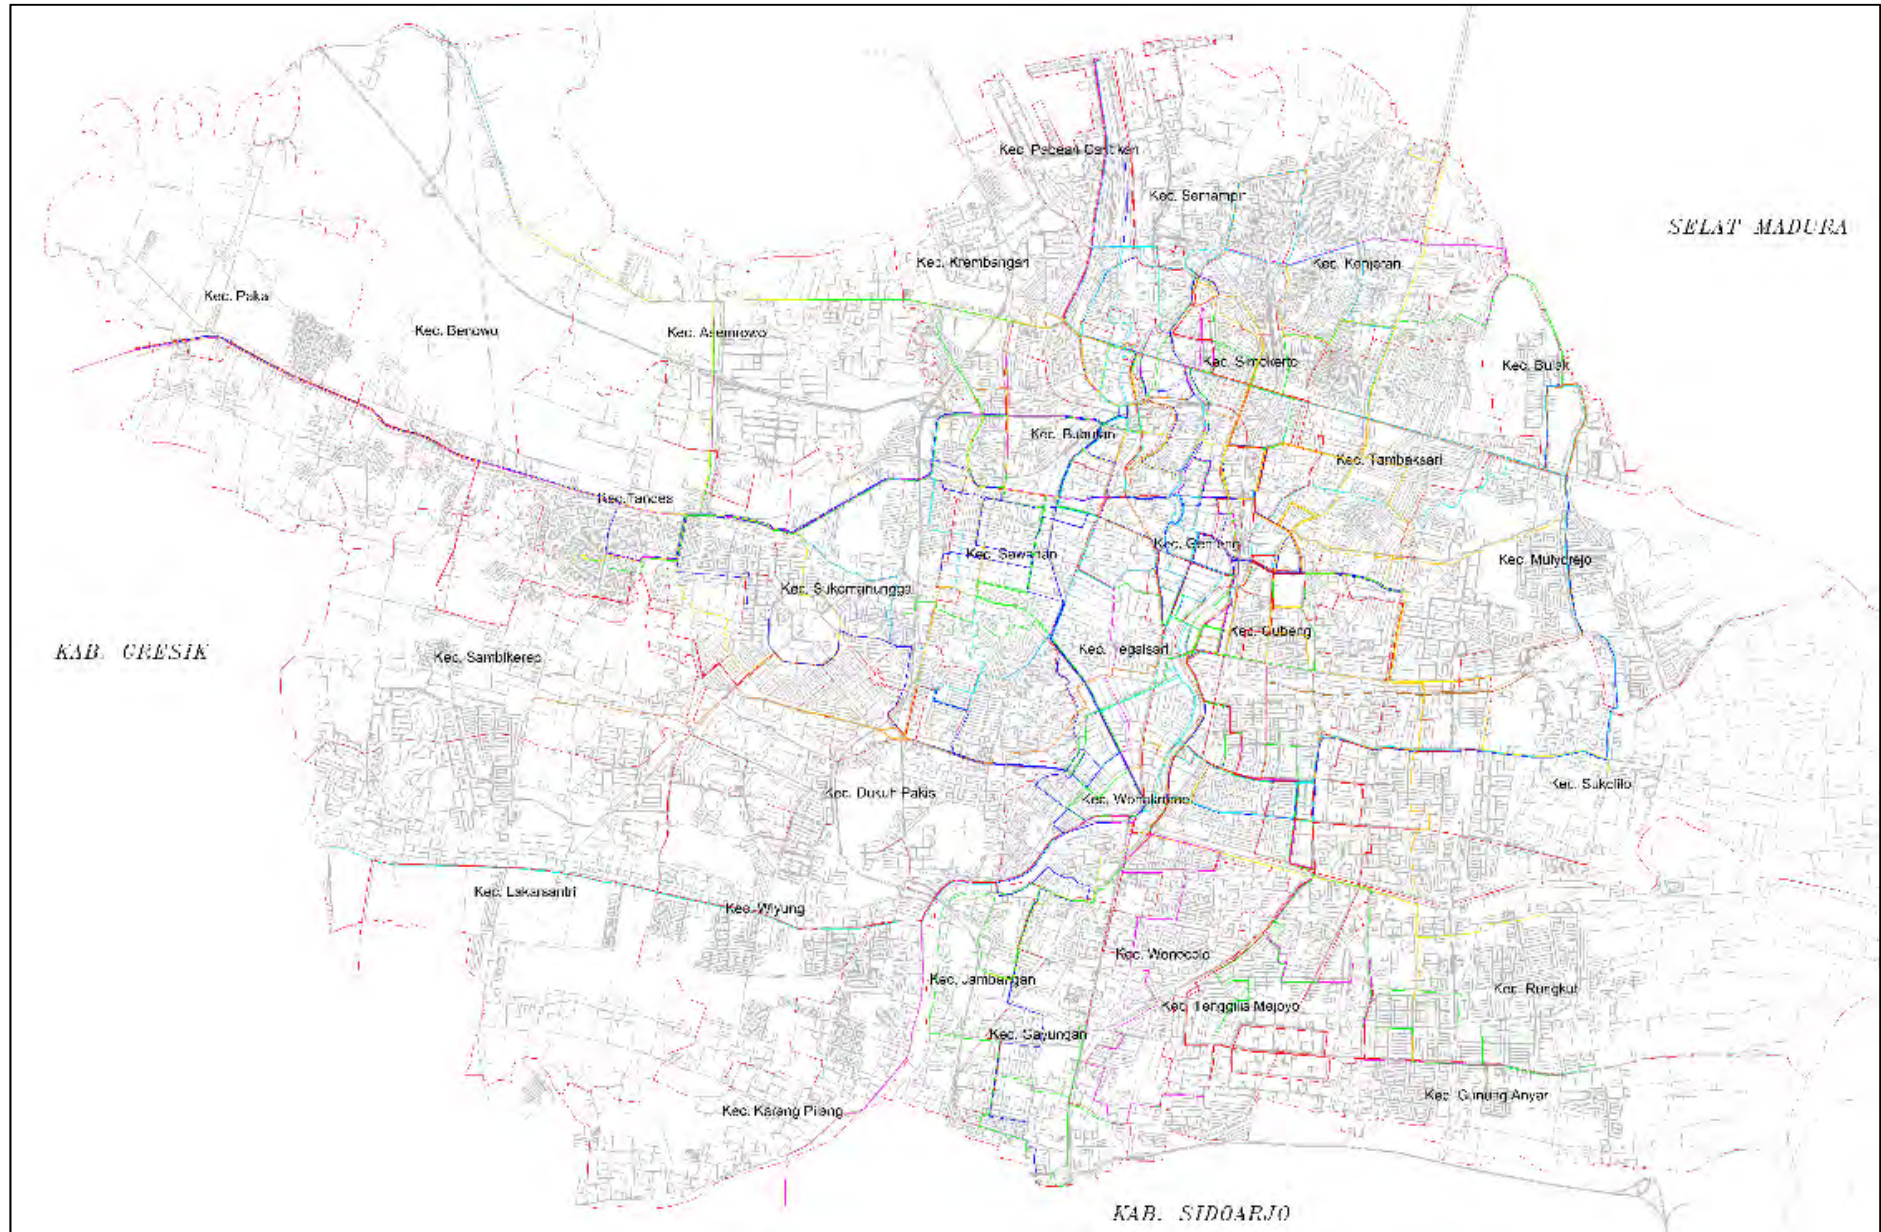 Kec. Pabean Cantikan
Kec. Semampir
SELAT MADURA
Kec. Krembangan
Kec. Kenjeran
Kec. Pakal
Kec. Benowo
Kec. Asemrowo
Kec. Simokerto
Kec. Bulak
Kec. Bubutan
Kec. Tambaksari
Kec. Tandes
Kec. Genteng
Kec. Sawahan
Kec. Mulyorejo
Kec. Sukomanunggal
Kec. Gubeng
KAB. GRESIK
Kec. Tegalsari
Kec. Sambikerep
Kec. Sukolilo
Kec. Dukuh Pakis
Kec. Wonokromo
Kec. Lakarsantri
Kec. Wiyung
Kec. Wonocolo
Kec. Jambangan
Kec. Rungkut
Kec. Tenggilis Mejoyo
Kec. Gayungan
Kec. Gunung Anyar
Kec. Karang Pilang
KAB. SIDOARJO